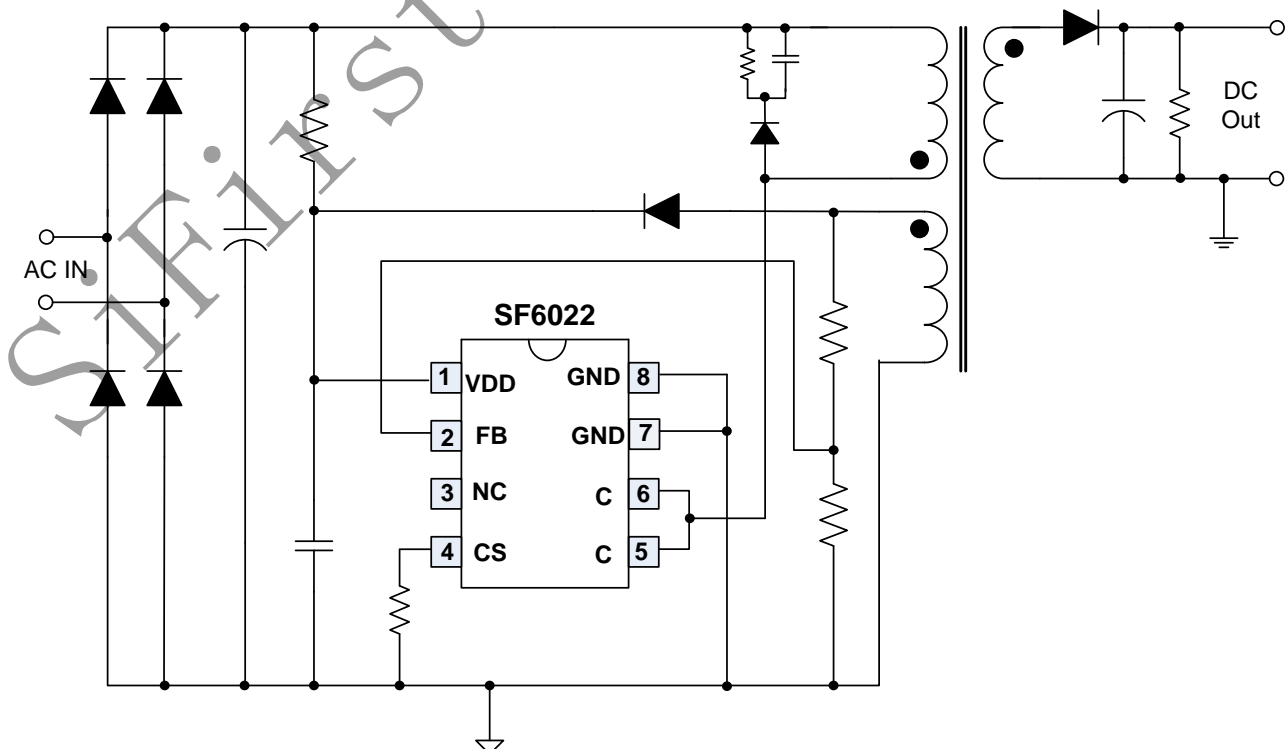 SiFirst
DC
Out
AC IN
SF6022
1 VDD GND 8
2 FB GND 7
3 NC C 6
4 CS C 5